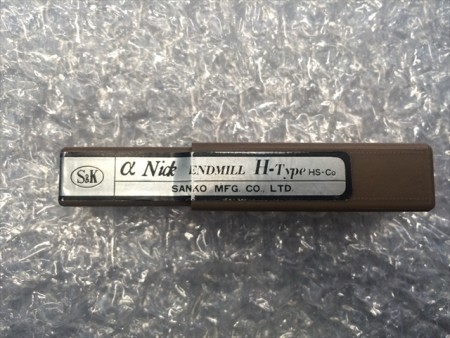 S&K
α Nick ENDMILL H-Type HS-Co
SANKO MFG. CO., LTD